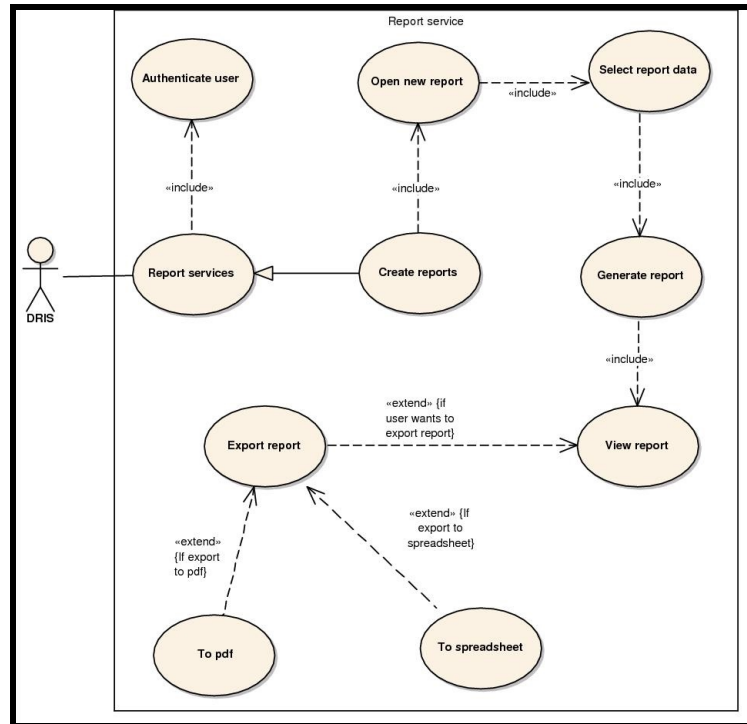 Report service
Authenticate user
Open new report
Select report data
«include»
«include»
«include»
«include»
DRIS
Report services
Create reports
Generate report
«include»
«extend» {if
user wants to
export report}
Export report
View report
«extend»
{If export
to pdf}
«extend» {If
export to
spreadsheet}
To pdf
To spreadsheet